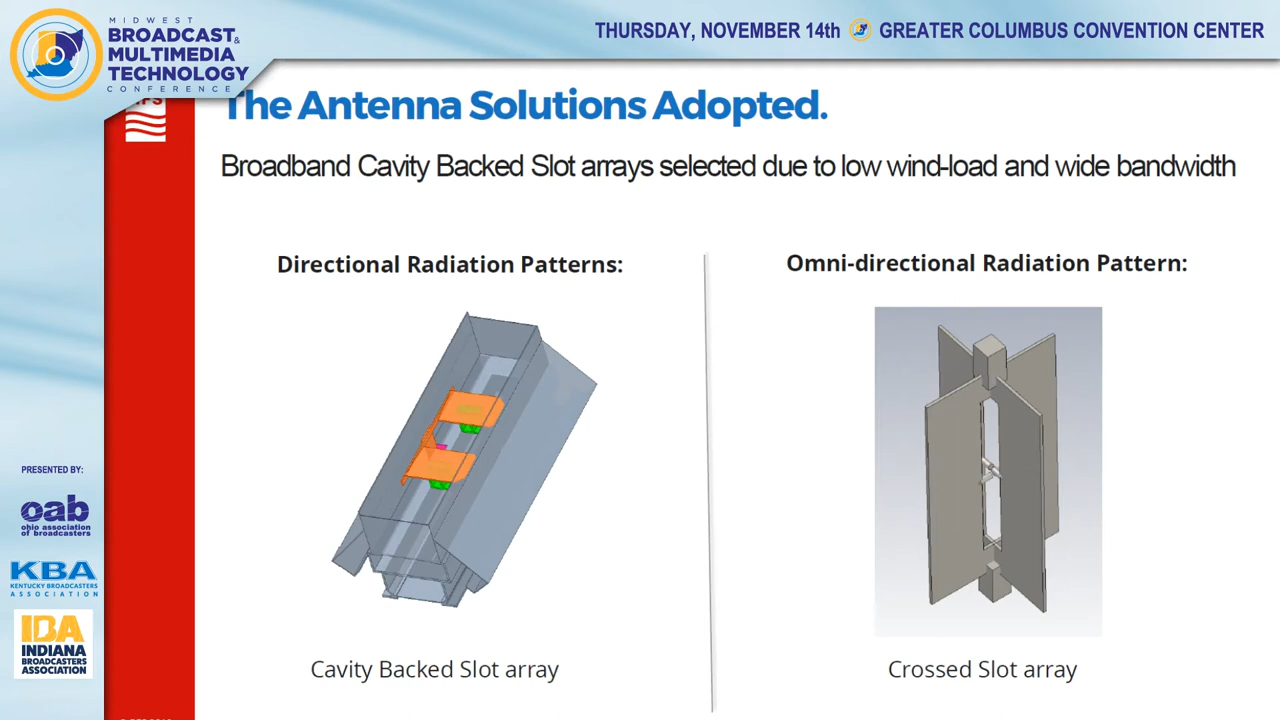 MIDWEST
BROADCAST&
MULTIMEDIA
TECHNOLOGY
CONFERENCE
THURSDAY, NOVEMBER 14th GREATER COLUMBUS CONVENTION CENTER
The Antenna Solutions Adopted.
Broadband Cavity Backed Slot arrays selected due to low wind-load and wide bandwidth
Directional Radiation Patterns:
Omni-directional Radiation Pattern:
Cavity Backed Slot array
Crossed Slot array
PRESENTED BY:
oab
ohio association
of broadcasters
KBA
KENTUCKY BROADCASTERS
ASSOCIATION
IBA
INDIANA
BROADCASTERS
ASSOCIATION